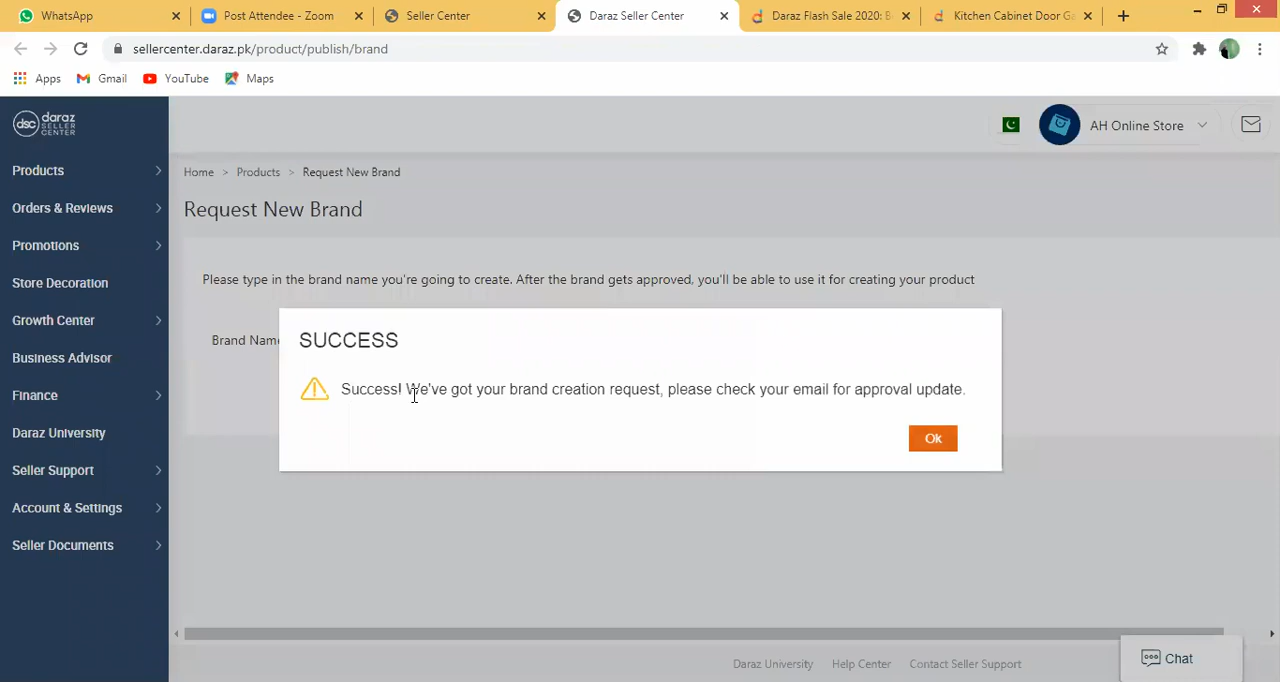 WhatsApp
Post Attendee - Zoom
Seller Center
Daraz Seller Center
Daraz Flash Sale 2020: B
Kitchen Cabinet Door Ga
sellercenter.daraz.pk/product/publish/brand
Apps
Gmail
YouTube
Maps
dsc daraz SELLER CENTER
AH Online Store
Products
Orders & Reviews
Promotions
Store Decoration
Growth Center
Business Advisor
Finance
Daraz University
Seller Support
Account & Settings
Seller Documents
Home > Products > Request New Brand
Request New Brand
Please type in the brand name you're going to create. After the brand gets approved, you'll be able to use it for creating your product
Brand Name
SUCCESS
Success! We've got your brand creation request, please check your email for approval update.
Ok
Daraz University
Help Center
Contact Seller Support
Chat